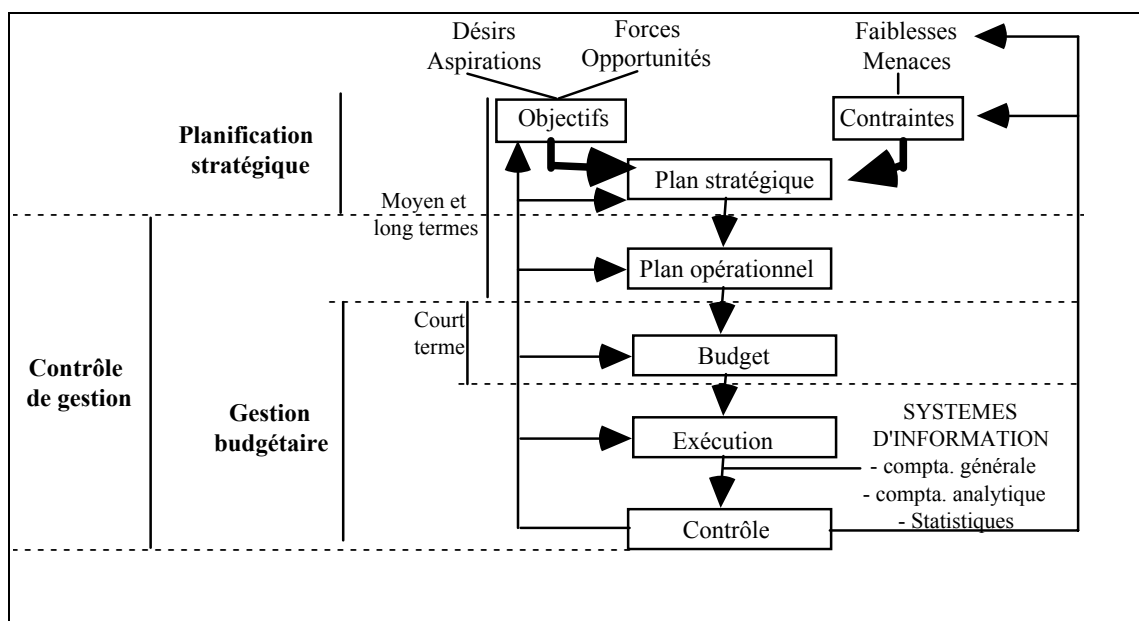 Désirs
Aspirations
Forces
Opportunités
Faiblesses
Menaces
Objectifs
Contraintes
Planification
stratégique
Plan stratégique
Moyen et
long termes
Plan opérationnel
Court
terme
Budget
Contrôle
de gestion
Gestion
budgétaire
Exécution
SYSTEMES
D'INFORMATION
- compta. générale
- compta. analytique
- Statistiques
Contrôle